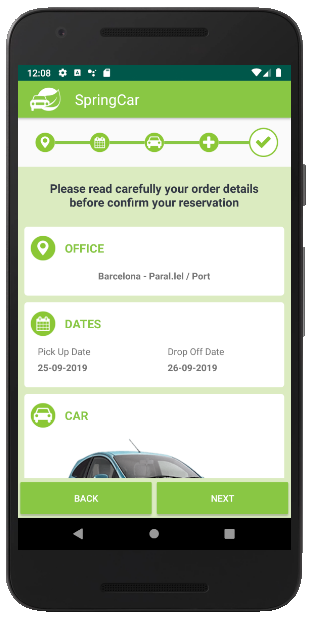 12:08
SpringCar
Please read carefully your order details
before confirm your reservation
OFFICE
Barcelona - Paral.lel / Port
DATES
Pick Up Date
Drop Off Date
25-09-2019
26-09-2019
CAR
BACK
NEXT